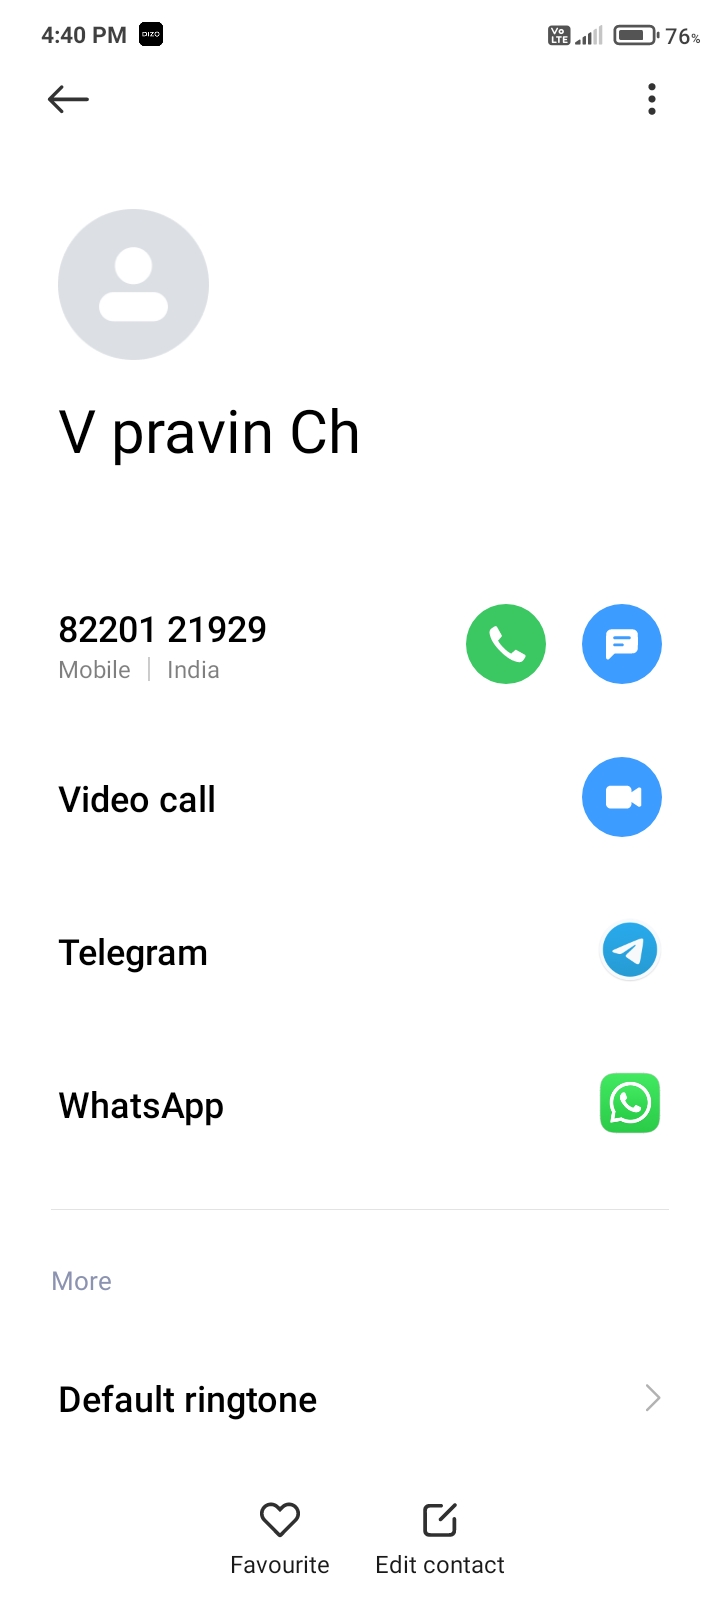 4:40 PM DIZO Vo LTE 76%
V pravin Ch
82201 21929
Mobile | India
Video call
Telegram
WhatsApp
More
Default ringtone
Favourite Edit contact